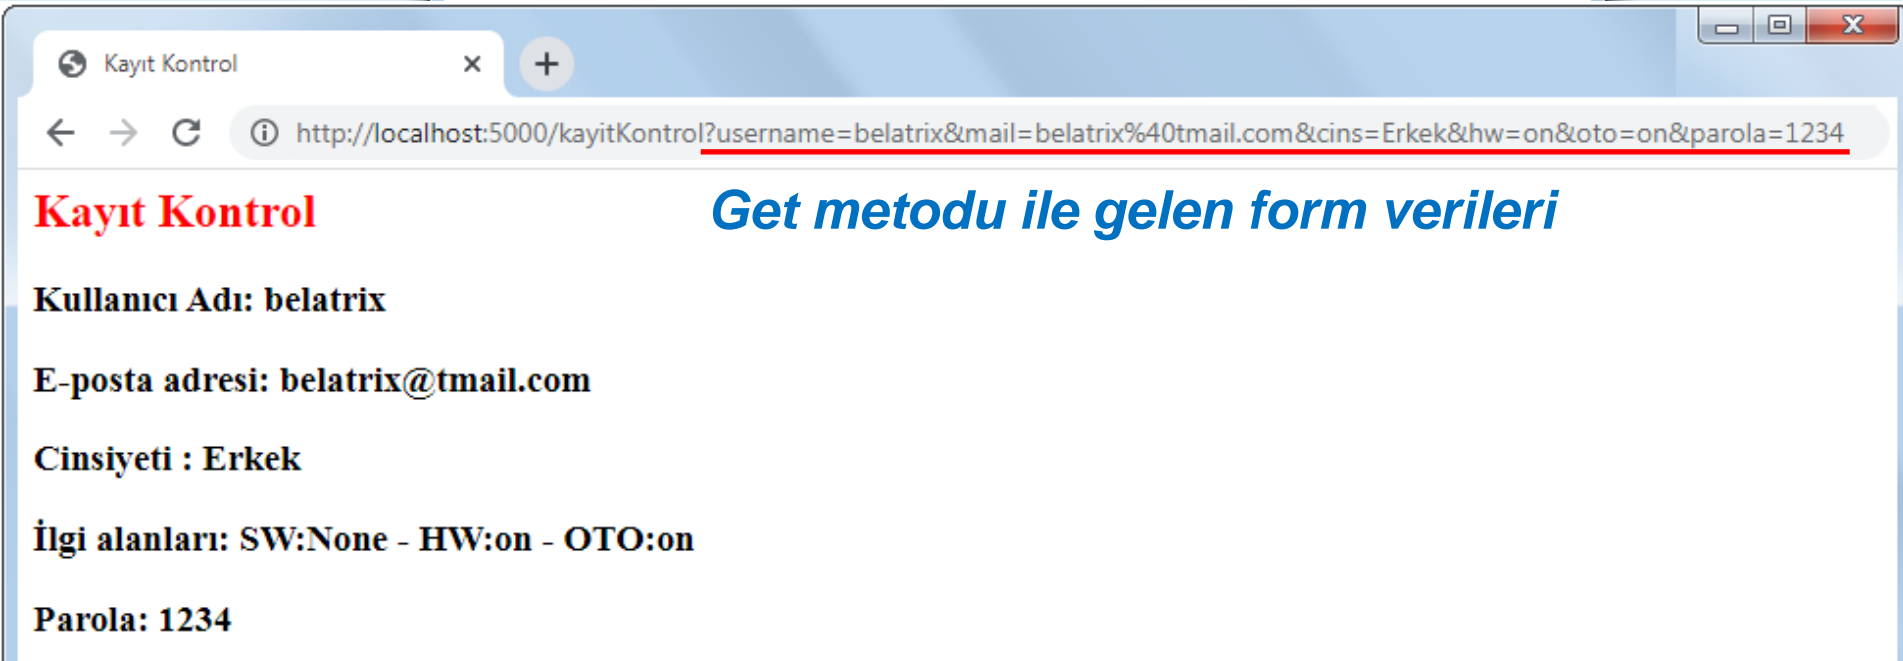 Kayıt Kontrol
http://localhost:5000/kayitKontrol?username=belatrix&mail=belatrix%40tmail.com&cins=Erkek&hw=on&oto=on&parola=1234
Kayıt Kontrol
Get metodu ile gelen form verileri
Kullanıcı Adı: belatrix
E-posta adresi: belatrix@tmail.com
Cinsiyeti : Erkek
İlgi alanları: SW:None - HW:on - OTO:on
Parola: 1234